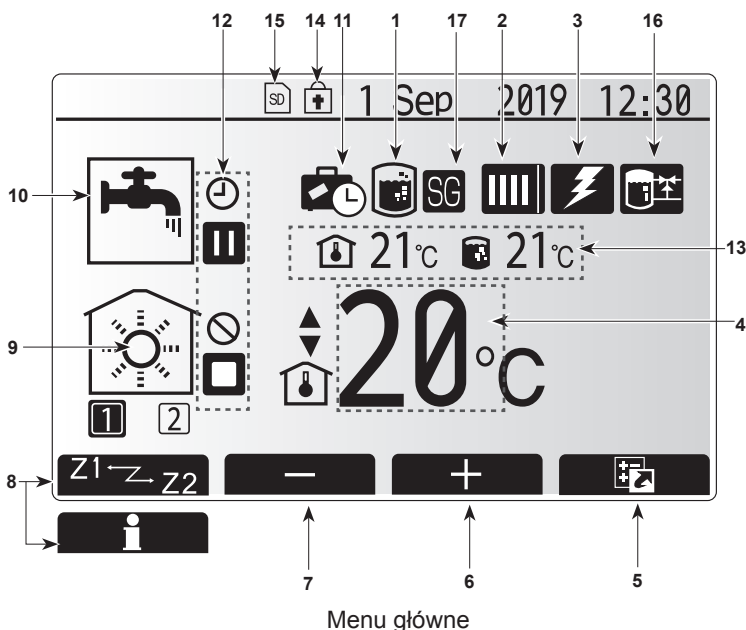 12 15 14 11 1 17 2 3 16
SD 1 Sep 2019 12:30
10
SG
21°C 21°C
13
20°C
4
9
1 2
8
Z1 Z2 − +
i
7 6 5
Menu główne